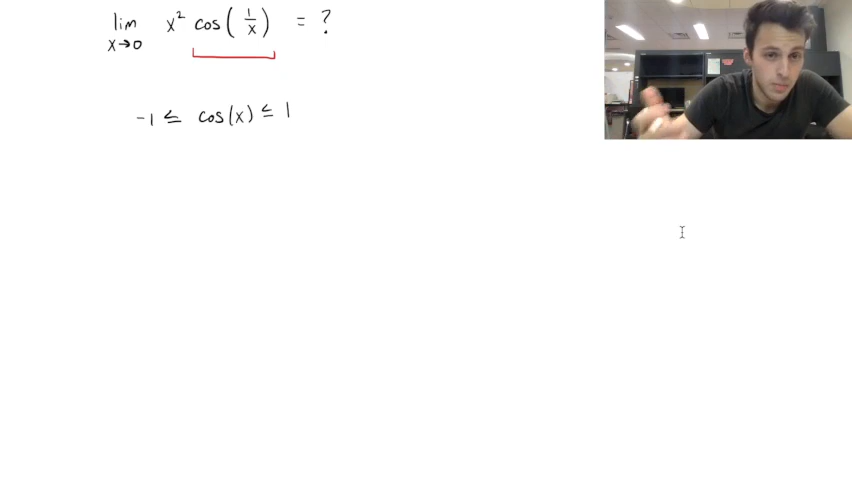 lim x→0 x² cos(1/x) = ?
-1 ≤ cos(x) ≤ 1